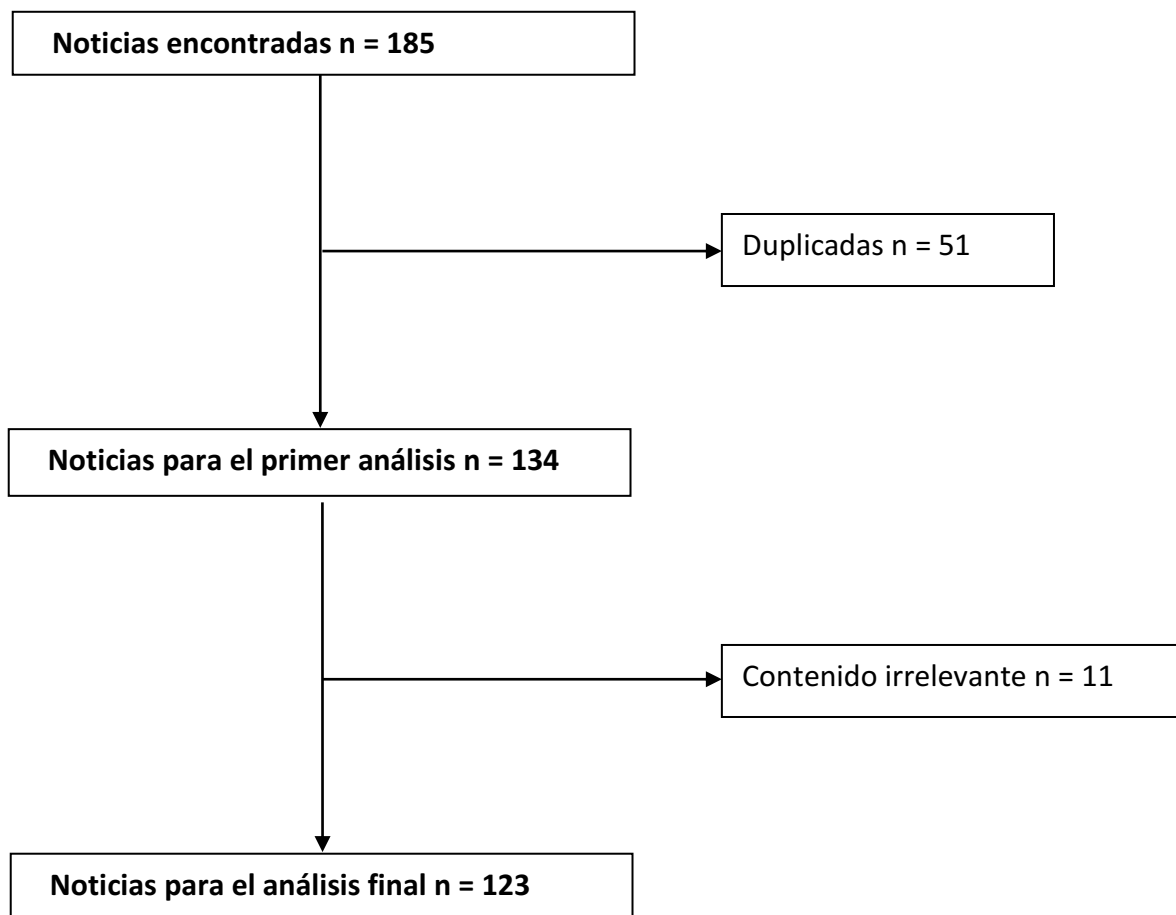 Noticias encontradas n = 185
Duplicadas n = 51
Noticias para el primer análisis n = 134
Contenido irrelevante n = 11
Noticias para el análisis final n = 123